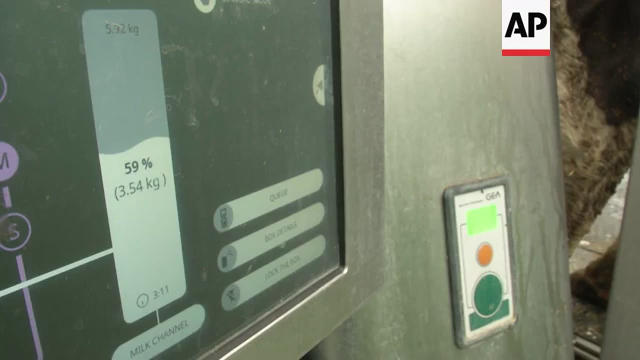 AP
5.92 kg
59 %
(3.54 kg)
3:11
MILK CHANNEL
QUEUE
BOX DETAILS
LOCK THE BOX
M
S
GEA